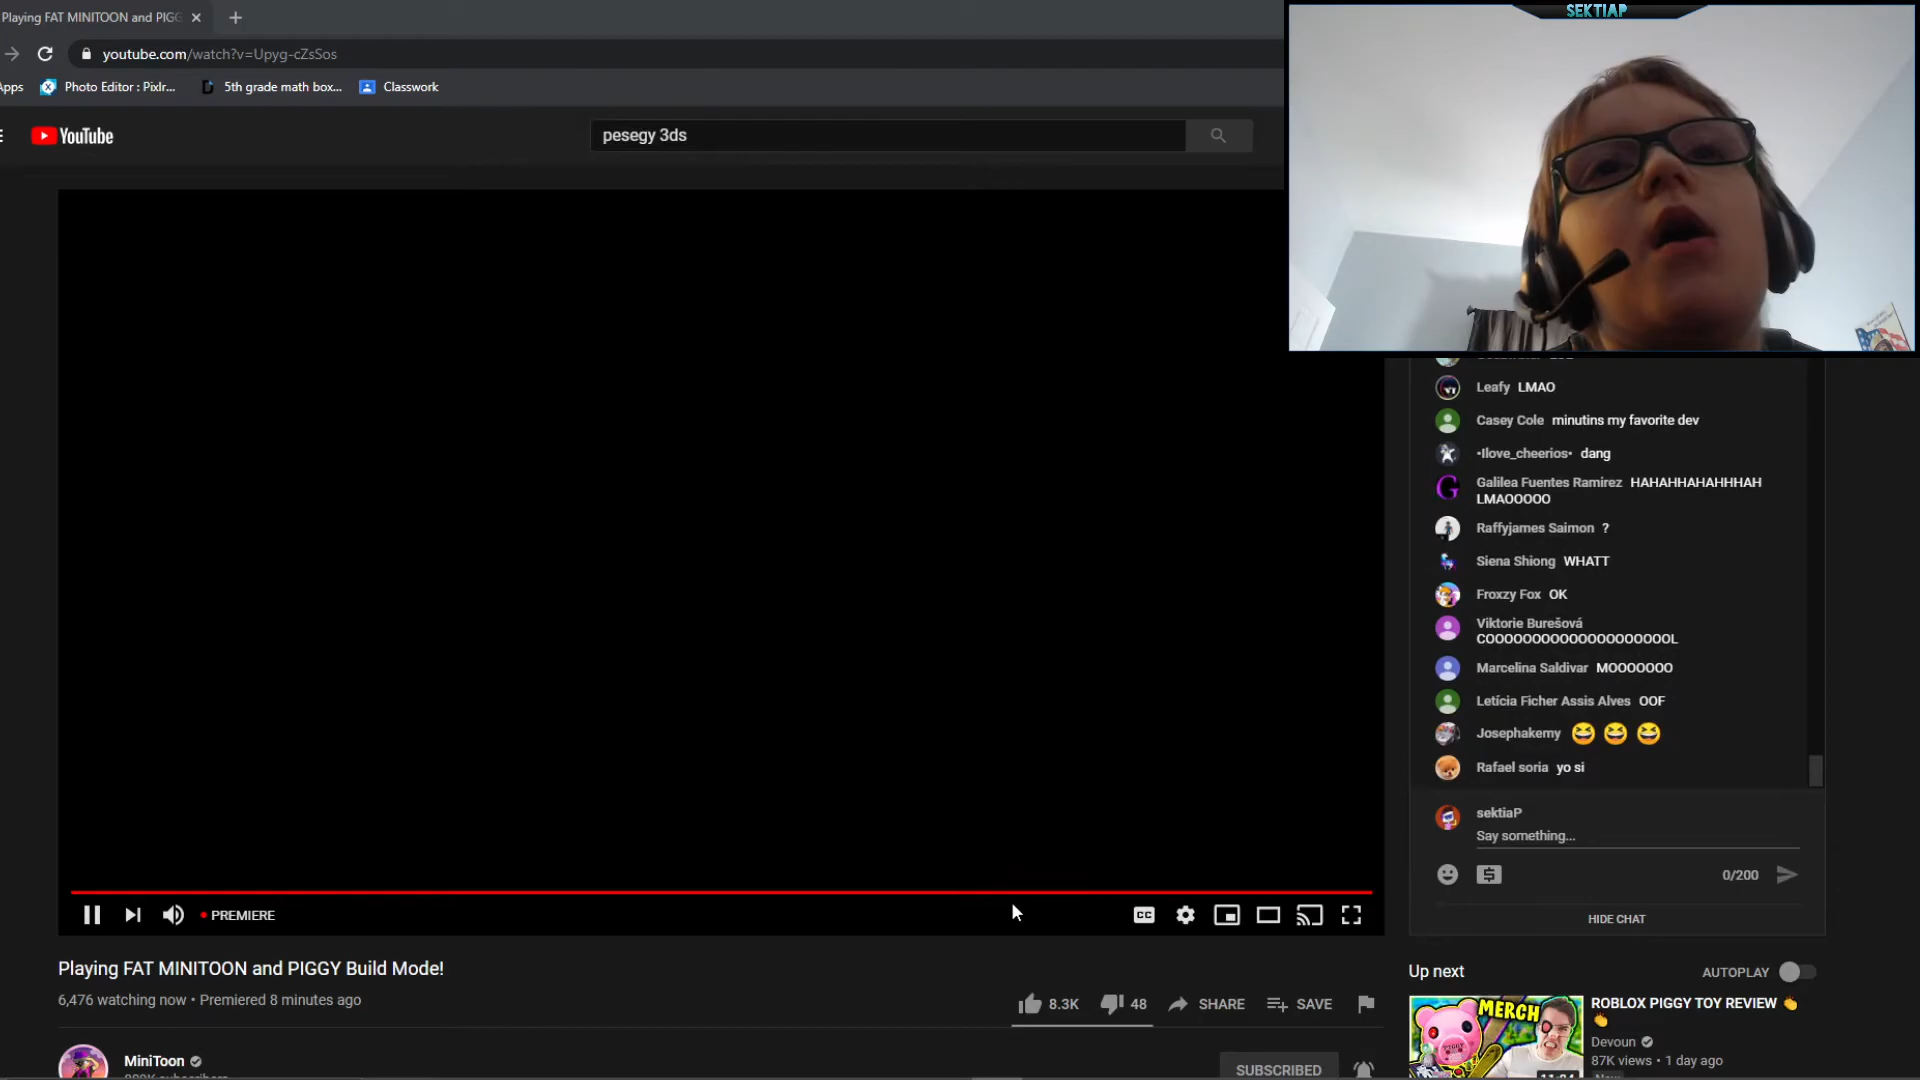 Playing FAT MINITOON and PIGG
youtube.com/watch?v=Upyg-cZsSos
Apps
Photo Editor : Pixlr...
5th grade math box...
Classwork
SEKTIAP
YouTube
pesegy 3ds
Leafy LMAO
Casey Cole minutins my favorite dev
•Ilove_cheerios• dang
Galilea Fuentes Ramirez HAHAHHAHAHHHAH
LMAOOOOO
Raffyjames Saimon ?
Siena Shiong WHATT
Froxzy Fox OK
Viktorie Burešová
COOOOOOOOOOOOOOOOOOOOL
Marcelina Saldivar MOOOOOOO
Letícia Ficher Assis Alves OOF
Josephakemy 😆 😆 😆
Rafael soria yo si
sektiaP
Say something...
0/200
HIDE CHAT
PREMIERE
CC
Playing FAT MINITOON and PIGGY Build Mode!
6,476 watching now • Premiered 8 minutes ago
8.3K
48
SHARE
SAVE
MiniToon
SUBSCRIBED
Up next
AUTOPLAY
MERCH
PIGGY
ROBLOX PIGGY TOY REVIEW 👏
👏
Devoun
87K views • 1 day ago